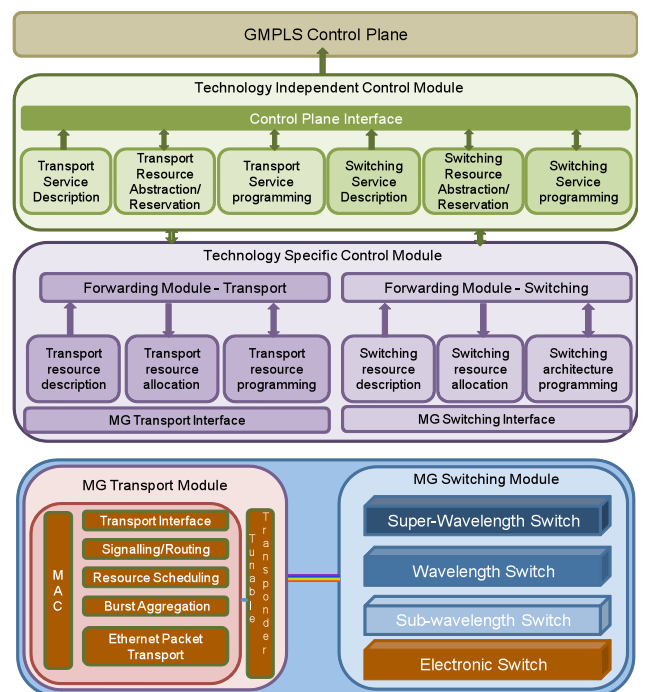 GMPLS Control Plane
Technology Independent Control Module
Control Plane Interface
Transport
Service
Description
Transport
Resource
Abstraction/
Reservation
Transport
Service
programming
Switching
Service
Description
Switching
Resource
Abstraction/
Reservation
Switching
Service
programming
Technology Specific Control Module
Forwarding Module – Transport
Forwarding Module – Switching
Transport
resource
description
Transport
resource
allocation
Transport
resource
programming
Switching
resource
description
Switching
resource
allocation
Switching
architecture
programming
MG Transport Interface
MG Switching Interface
MG Transport Module
MAC
Transport Interface
Signalling/Routing
Resource Scheduling
Burst Aggregation
Ethernet Packet
Transport
Tunable
Transponder
MG Switching Module
Super-Wavelength Switch
Wavelength Switch
Sub-wavelength Switch
Electronic Switch